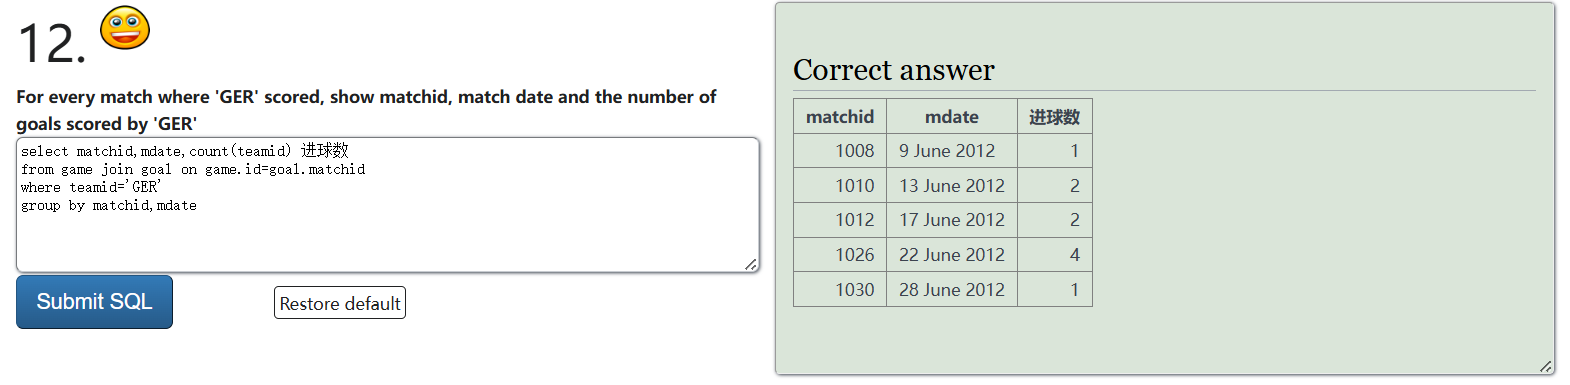 12.
For every match where 'GER' scored, show matchid, match date and the number of
goals scored by 'GER'
select matchid,mdate,count(teamid) 进球数
from game join goal on game.id=goal.matchid
where teamid='GER'
group by matchid,mdate
Submit SQL
Restore default
Correct answer
matchid mdate 进球数
1008 9 June 2012 1
1010 13 June 2012 2
1012 17 June 2012 2
1026 22 June 2012 4
1030 28 June 2012 1